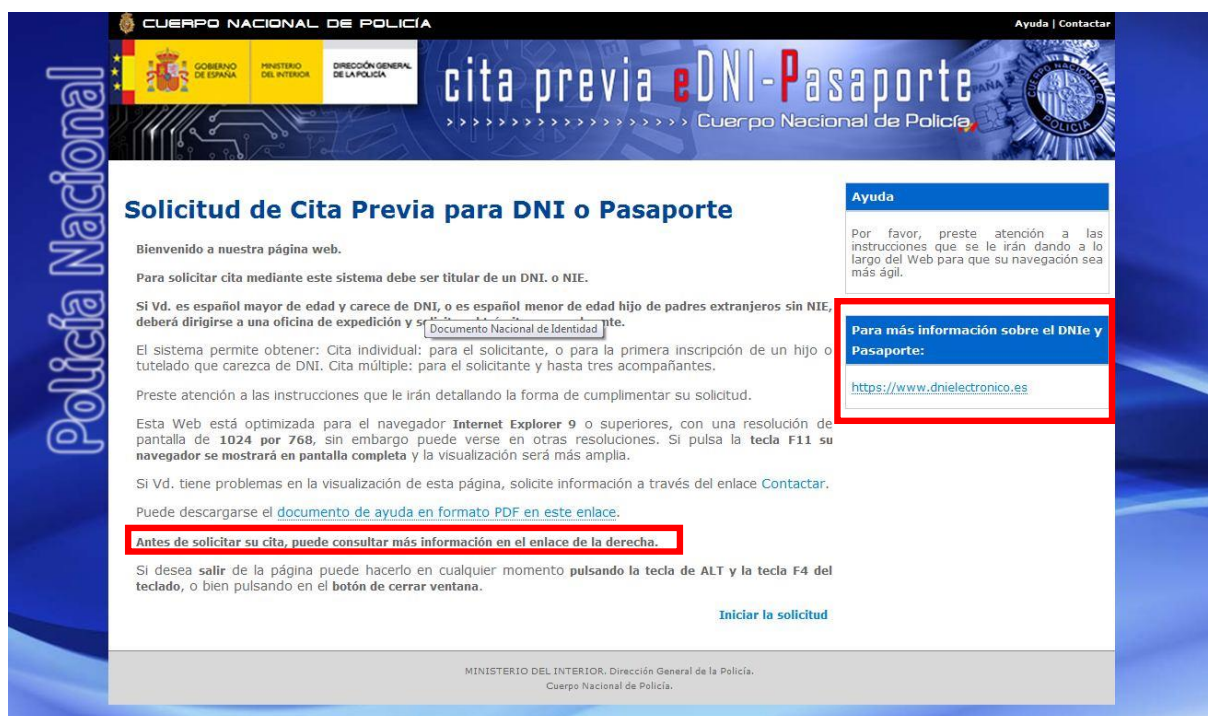 CUERPO NACIONAL DE POLICÍA
Ayuda | Contactar
GOBIERNO
DE ESPAÑA
MINISTERIO
DEL INTERIOR
DIRECCIÓN GENERAL
DE LA POLICÍA
cita previa eDNI-Pasaporte
>>>>>>>>>>>>>>>>>> Cuerpo Nacional de Policía
Policía Nacional
Solicitud de Cita Previa para DNI o Pasaporte
Bienvenido a nuestra página web.
Para solicitar cita mediante este sistema debe ser titular de un DNI. o NIE.
Si Vd. es español mayor de edad y carece de DNI, o es español menor de edad hijo de padres extranjeros sin NIE,
deberá dirigirse a una oficina de expedición y
Documento Nacional de Identidad
El sistema permite obtener: Cita individual: para el solicitante, o para la primera inscripción de un hijo o
tutelado que carezca de DNI. Cita múltiple: para el solicitante y hasta tres acompañantes.
Preste atención a las instrucciones que le irán detallando la forma de cumplimentar su solicitud.
Esta Web está optimizada para el navegador Internet Explorer 9 o superiores, con una resolución de
pantalla de 1024 por 768, sin embargo puede verse en otras resoluciones. Si pulsa la tecla F11 su
navegador se mostrará en pantalla completa y la visualización será más amplia.
Si Vd. tiene problemas en la visualización de esta página, solicite información a través del enlace Contactar.
Puede descargarse el documento de ayuda en formato PDF en este enlace.
Antes de solicitar su cita, puede consultar más información en el enlace de la derecha.
Si desea salir de la página puede hacerlo en cualquier momento pulsando la tecla de ALT y la tecla F4 del
teclado, o bien pulsando en el botón de cerrar ventana.
Iniciar la solicitud
Ayuda
Por favor, preste atención a las
instrucciones que se le irán dando a lo
largo del Web para que su navegación sea
más ágil.
Para más información sobre el DNIe y
Pasaporte:
https://www.dnielectronico.es
MINISTERIO DEL INTERIOR. Dirección General de la Policía.
Cuerpo Nacional de Policía.